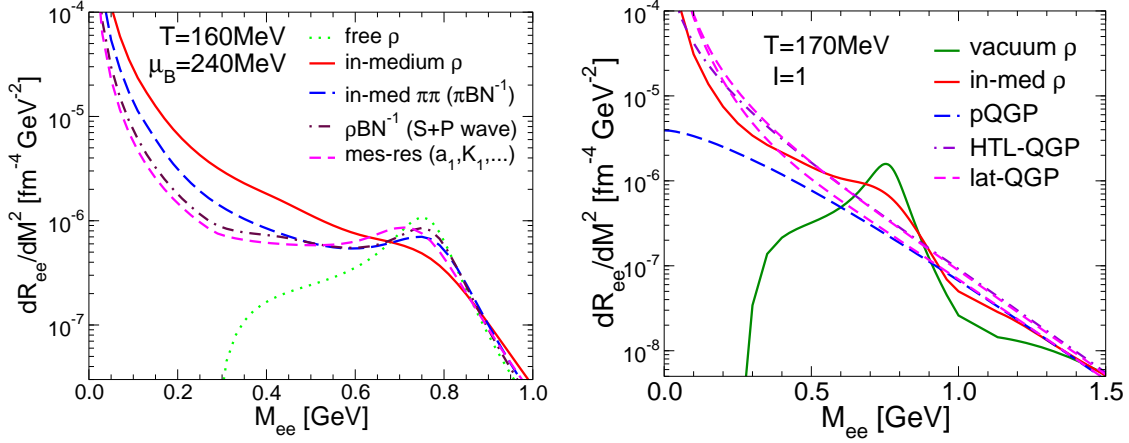 10^-4
10^-5
10^-6
10^-7
dR_ee/dM^2 [fm^-4 GeV^-2]
T=160MeV
μ_B=240MeV
free ρ
in-medium ρ
in-med ππ (πBN^-1)
ρBN^-1 (S+P wave)
mes-res (a_1,K_1,...)
0.0 0.2 0.4 0.6 0.8 1.0
M_ee [GeV]
10^-4
10^-5
10^-6
10^-7
10^-8
dR_ee/dM^2 [fm^-4 GeV^-2]
T=170MeV
I=1
vacuum ρ
in-med ρ
pQGP
HTL-QGP
lat-QGP
0.0 0.5 1.0 1.5
M_ee [GeV]